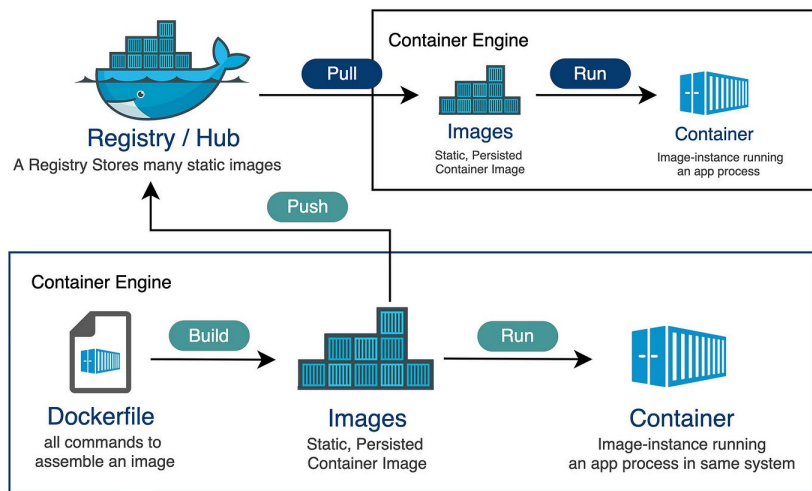 Container Engine
Pull
Run
Registry / Hub
A Registry Stores many static images
Images
Static, Persisted
Container Image
Container
Image-instance running
an app process
Push
Container Engine
Build
Run
Dockerfile
all commands to
assemble an image
Images
Static, Persisted
Container Image
Container
Image-instance running
an app process in same system